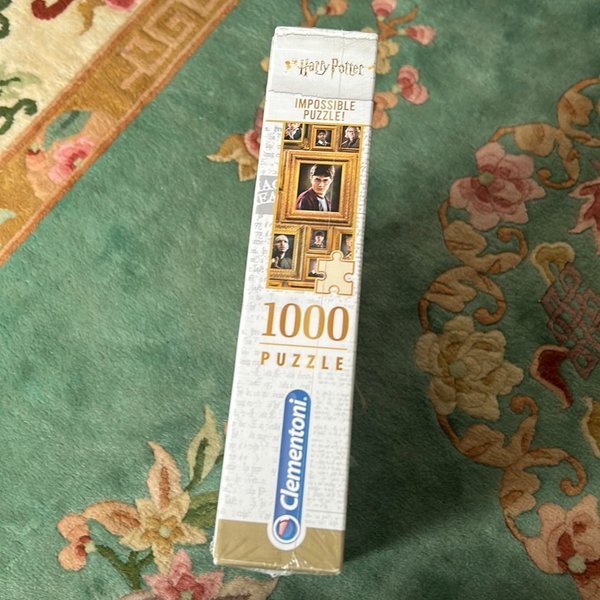 Harry Potter
IMPOSSIBLE
PUZZLE!
1000
PUZZLE
Clementoni®